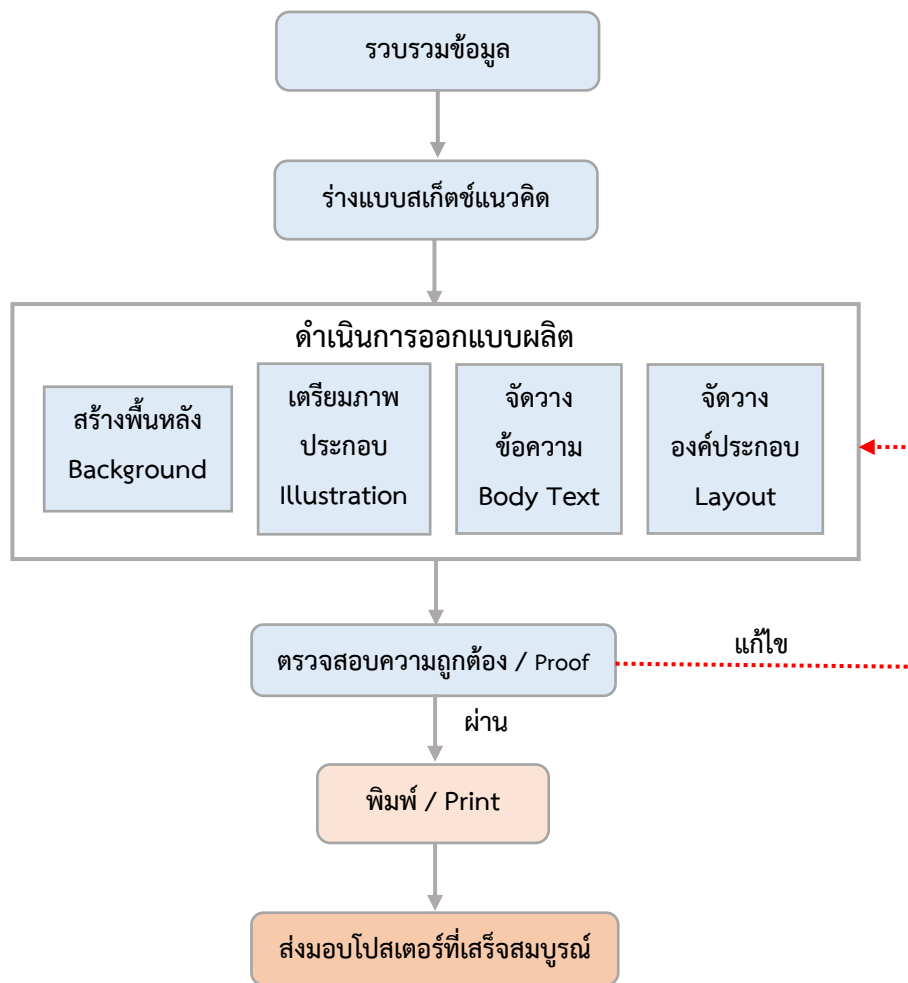 รวบรวมข้อมูล
ร่างแบบสเก็ตช์แนวคิด
ดำเนินการออกแบบผลิต
สร้างพื้นหลัง
Background
เตรียมภาพ
ประกอบ
Illustration
จัดวาง
ข้อความ
Body Text
จัดวาง
องค์ประกอบ
Layout
ตรวจสอบความถูกต้อง / Proof
แก้ไข
ผ่าน
พิมพ์ / Print
ส่งมอบโปสเตอร์ที่เสร็จสมบูรณ์